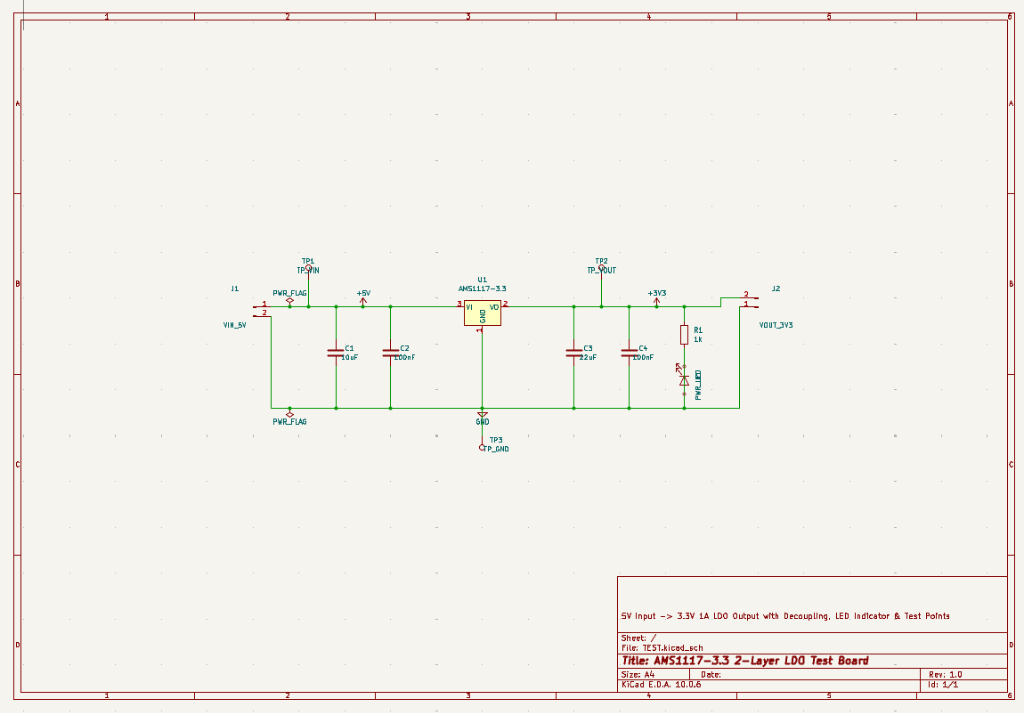 1 2 3 4 5 6
A A
TP1 TP2
TP_VIN TP_VOUT
U1
B B
J1 AMS1117-3.3 J2
PWR_FLAG +5V +3V3
2
1 3 VI VO 2 1
2 GND
VIN_5V VOUT_3V3
1
R1
1k
C1 C2 C3 C4
10uF 100nF 22uF 100nF
PWR_LED
PWR_FLAG GND
TP3
TP_GND
C C
5V Input -> 3.3V 1A LDO Output with Decoupling, LED Indicator & Test Points
Sheet: /
File: TEST.kicad_sch
D D
Title: AMS1117-3.3 2-Layer LDO Test Board
Size: A4 Date: Rev: 1.0
KiCad E.D.A. 10.0.6 Id: 1/1
1 2 3 4 5 6